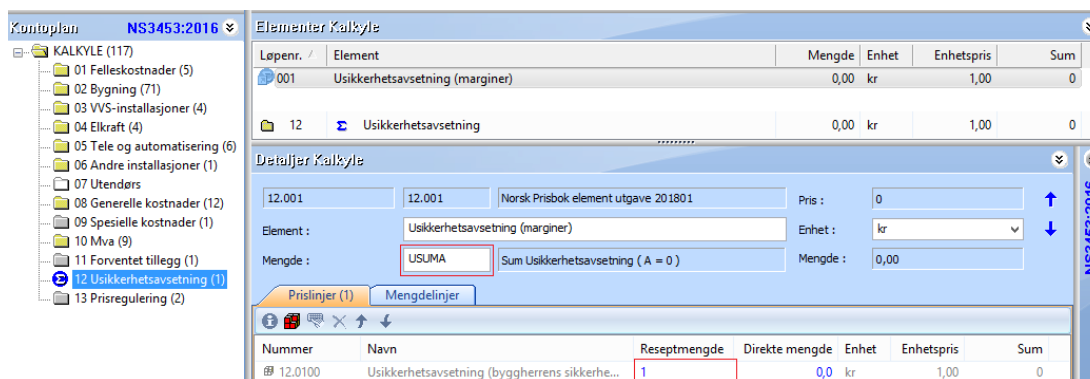 Kontoplan NS3453:2016
KALKYLE (117)
01 Felleskostnader (5)
02 Bygning (71)
03 VVS-installasjoner (4)
04 Elkraft (4)
05 Tele og automatisering (6)
06 Andre installasjoner (1)
07 Utendørs
08 Generelle kostnader (12)
09 Spesielle kostnader (1)
10 Mva (9)
11 Forventet tillegg (1)
12 Usikkerhetsavsetning (1)
13 Prisregulering (2)
Elementer Kalkyle
Løpenr. Element Mengde Enhet Enhetspris Sum
001 Usikkerhetsavsetning (marginer) 0,00 kr 1,00 0
12 Σ Usikkerhetsavsetning 0,00 kr 1,00 0
Detaljer Kalkyle
12.001 12.001 Norsk Prisbok element utgave 201801 Pris : 0
Element : Usikkerhetsavsetning (marginer) Enhet : kr
Mengde : USUMA Sum Usikkerhetsavsetning ( A = 0 ) Mengde : 0,00
Prislinjer (1) Mengdelinjer
Nummer Navn Reseptmengde Direkte mengde Enhet Enhetspris Sum
12.0100 Usikkerhetsavsetning (byggherrens sikkerhe... 1 0,0 kr 1,00 0
NS3453:2016